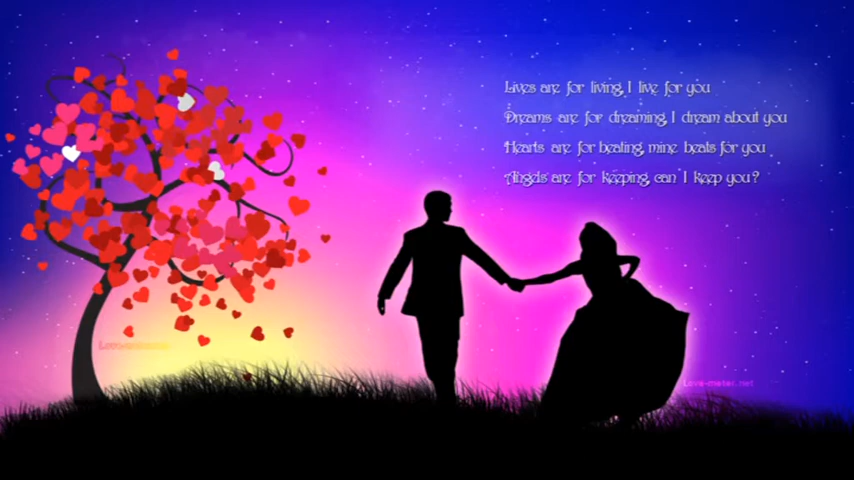 Lives are for living, I live for you
Dreams are for dreaming, I dream about you
Hearts are for beating, mine beats for you
Angels are for keeping, can I keep you?
Love-meter.net